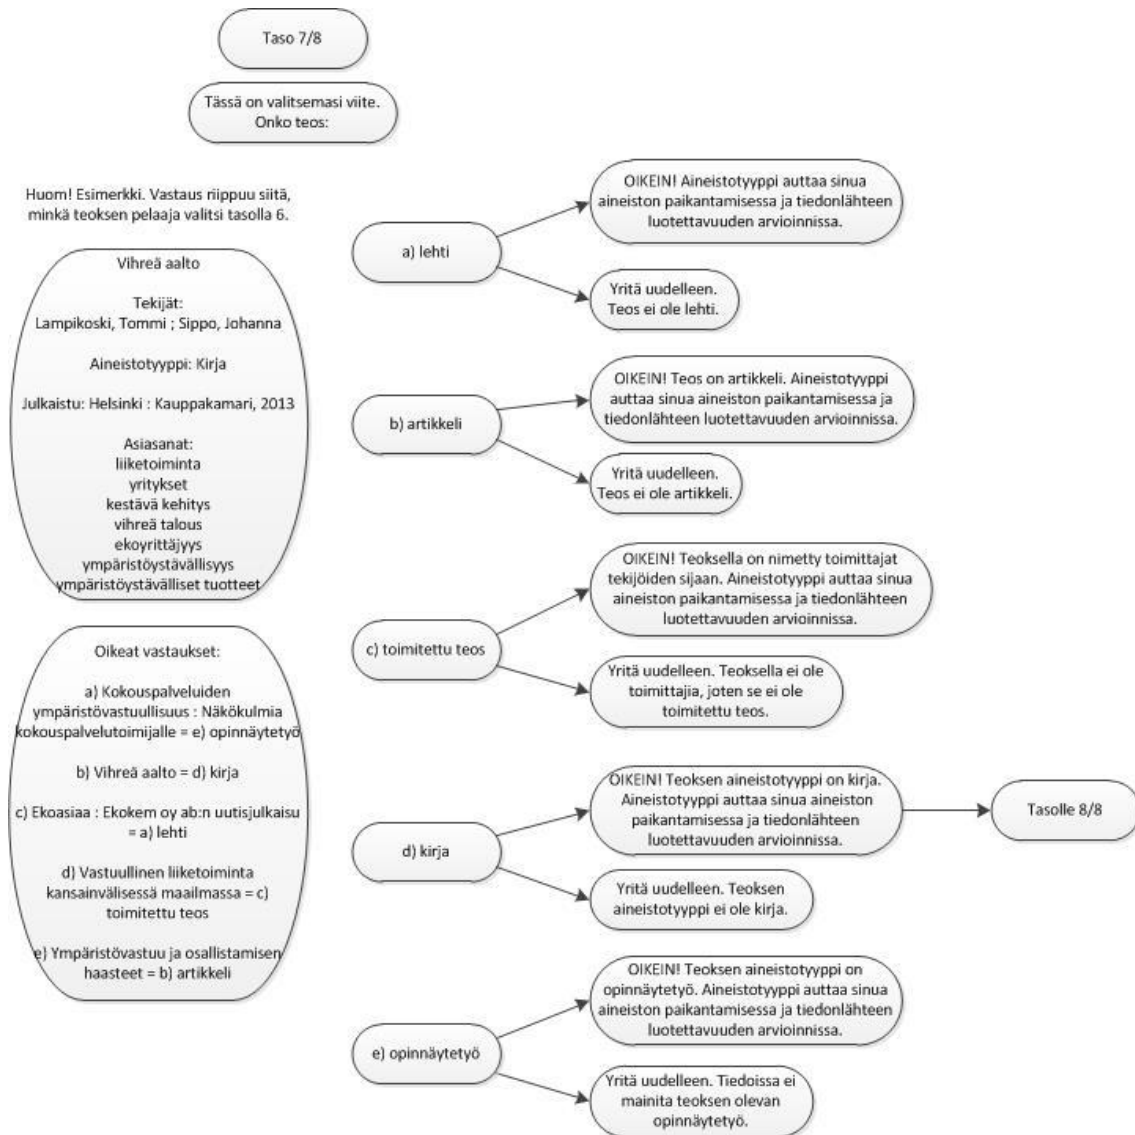 Taso 7/8
Tässä on valitsemasi viite.
Onko teos:
Huom! Esimerkki. Vastaus riippuu siitä,
minkä teoksen pelaaja valitsi tasolla 6.
Vihreä aalto
Tekijät:
Lampikoski, Tommi ; Sippo, Johanna
Aineistotyyppi: Kirja
Julkaistu: Helsinki : Kauppakamari, 2013
Asiasanat:
liiketoiminta
yritykset
kestävä kehitys
vihreä talous
ekoyrittäjyys
ympäristöystävällisyys
ympäristöystävälliset tuotteet
Oikeat vastaukset:
a) Kokouspalveluiden
ympäristövastuullisuus : Näkökulmia
kokouspalvelutoimijalle = e) opinnäytetyö
b) Vihreä aalto = d) kirja
c) Ekoasiaa : Ekokem oy ab:n uutisjulkaisu
= a) lehti
d) Vastuullinen liiketoiminta
kansainvälisessä maailmassa = c)
toimitettu teos
e) Ympäristövastuu ja osallistamisen
haasteet = b) artikkeli
a) lehti
OIKEIN! Aineistotyyppi auttaa sinua
aineiston paikantamisessa ja tiedonlähteen
luotettavuuden arvioinnissa.
Yritä uudelleen.
Teos ei ole lehti.
b) artikkeli
OIKEIN! Teos on artikkeli. Aineistotyyppi
auttaa sinua aineiston paikantamisessa ja
tiedonlähteen luotettavuuden arvioinnissa.
Yritä uudelleen.
Teos ei ole artikkeli.
c) toimitettu teos
OIKEIN! Teoksella on nimetty toimittajat
tekijöiden sijaan. Aineistotyyppi auttaa sinua
aineiston paikantamisessa ja tiedonlähteen
luotettavuuden arvioinnissa.
Yritä uudelleen. Teoksella ei ole
toimittajia, joten se ei ole
toimitettu teos.
d) kirja
OIKEIN! Teoksen aineistotyyppi on kirja.
Aineistotyyppi auttaa sinua aineiston
paikantamisessa ja tiedonlähteen
luotettavuuden arvioinnissa.
Tasolle 8/8
Yritä uudelleen. Teoksen
aineistotyyppi ei ole kirja.
e) opinnäytetyö
OIKEIN! Teoksen aineistotyyppi on
opinnäytetyö. Aineistotyyppi auttaa sinua
aineiston paikantamisessa ja tiedonlähteen
luotettavuuden arvioinnissa.
Yritä uudelleen. Tiedoissa ei
mainita teoksen olevan
opinnäytetyö.